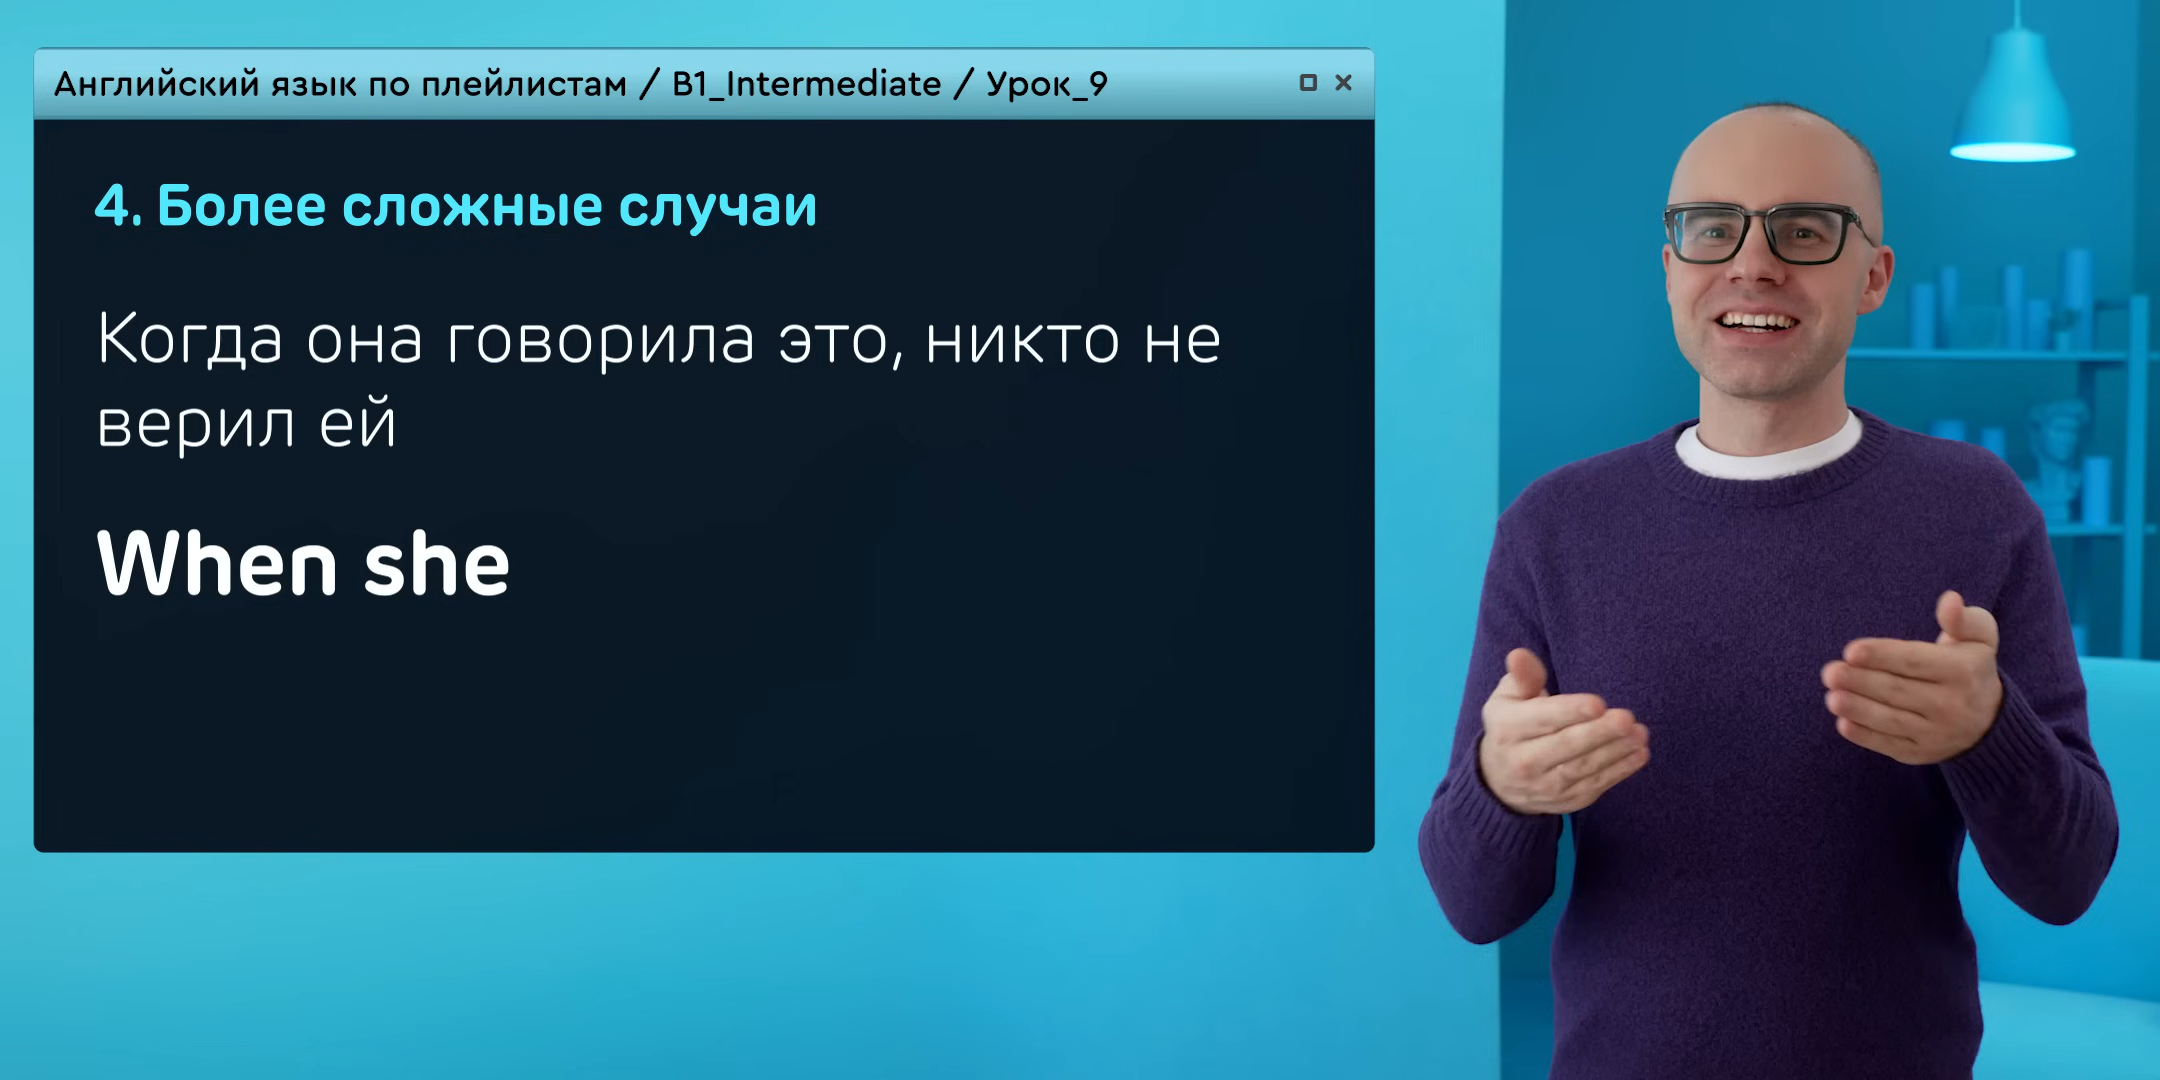 Английский язык по плейлистам / B1_Intermediate / Урок_9
4. Более сложные случаи
Когда она говорила это, никто не
верил ей
When she